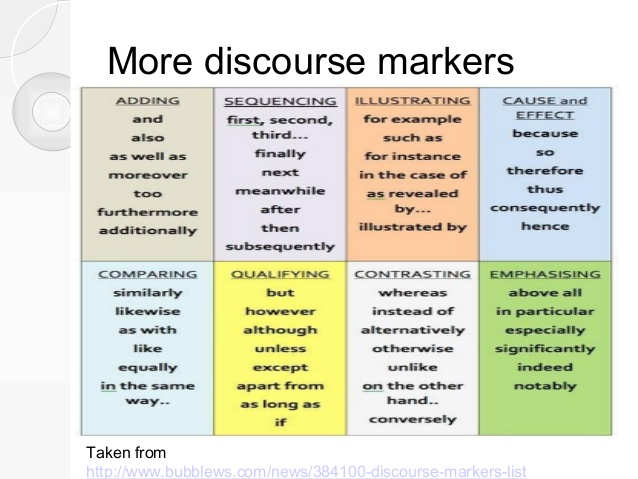 More discourse markers
ADDING
and
also
as well as
moreover
too
furthermore
additionally
SEQUENCING
first, second,
third...
finally
next
meanwhile
after
then
subsequently
ILLUSTRATING
for example
such as
for instance
in the case of
as revealed
by...
illustrated by
CAUSE and
EFFECT
because
so
therefore
thus
consequently
hence
COMPARING
similarly
likewise
as with
like
equally
in the same
way..
QUALIFYING
but
however
although
unless
except
apart from
as long as
if
CONTRASTING
whereas
instead of
alternatively
otherwise
unlike
on the other
hand..
conversely
EMPHASISING
above all
in particular
especially
significantly
indeed
notably
Taken from
http://www.bubblews.com/news/384100-discourse-markers-list